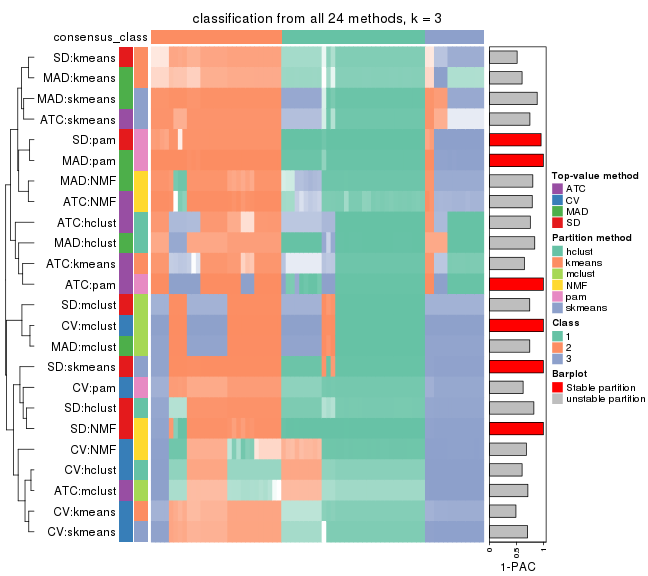 classification from all 24 methods, k = 3
consensus_class
SD:kmeans
MAD:kmeans
MAD:skmeans
ATC:skmeans
SD:pam
MAD:pam
MAD:NMF
ATC:NMF
ATC:hclust
MAD:hclust
ATC:kmeans
ATC:pam
SD:mclust
CV:mclust
MAD:mclust
SD:skmeans
CV:pam
SD:hclust
SD:NMF
CV:NMF
CV:hclust
ATC:mclust
CV:kmeans
CV:skmeans
0 0.5 1
1-PAC
Top-value method
ATC
CV
MAD
SD
Partition method
hclust
kmeans
mclust
NMF
pam
skmeans
Class
1
2
3
Barplot
Stable partition
unstable partition